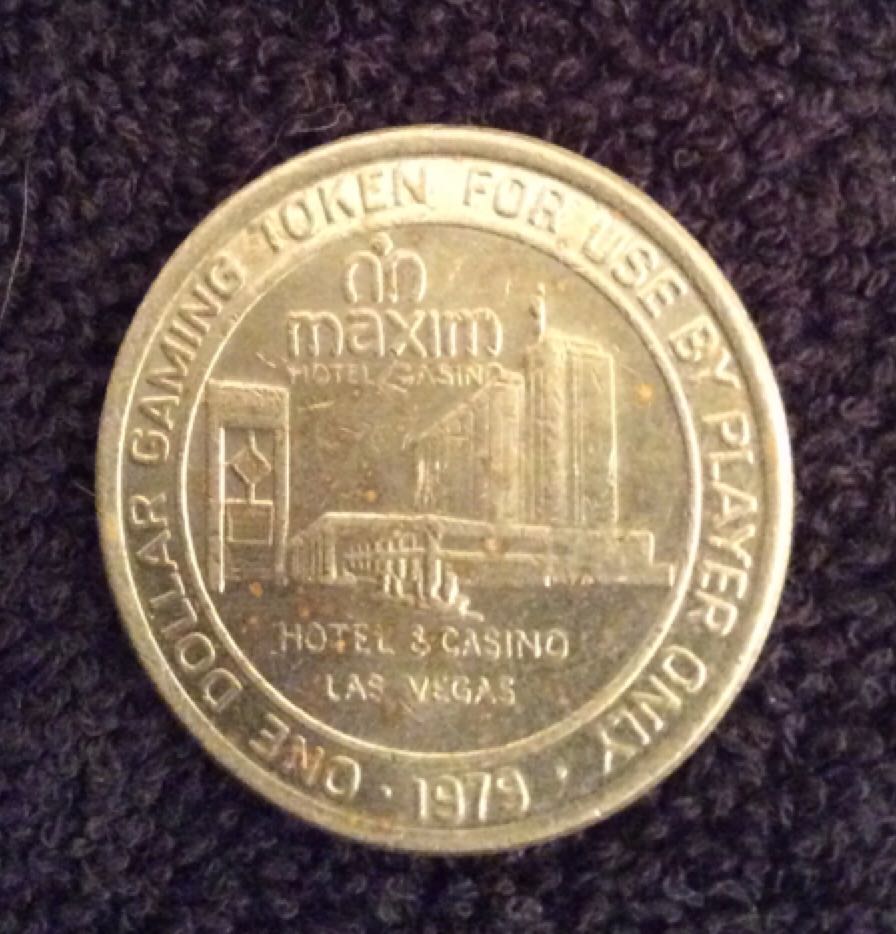 ONE DOLLAR GAMING TOKEN FOR USE BY PLAYER ONLY · 1979 ·
maxim
HOTEL/CASINO
HOTEL & CASINO
LAS VEGAS